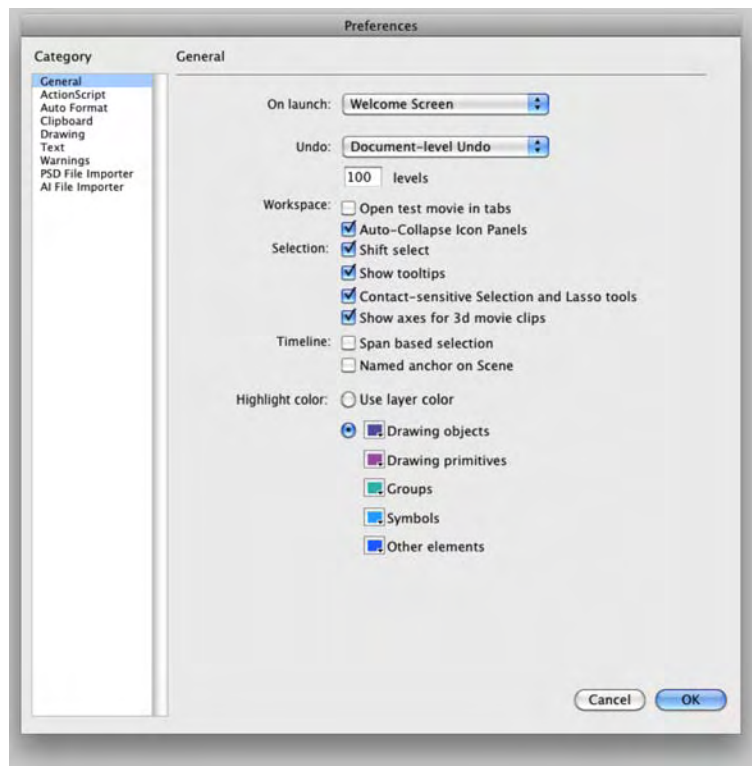 Preferences
Category
General
General
ActionScript
Auto Format
Clipboard
Drawing
Text
Warnings
PSD File Importer
AI File Importer
On launch: Welcome Screen
Undo: Document-level Undo
100 levels
Workspace: Open test movie in tabs
Auto-Collapse Icon Panels
Selection: Shift select
Show tooltips
Contact-sensitive Selection and Lasso tools
Show axes for 3d movie clips
Timeline: Span based selection
Named anchor on Scene
Highlight color: Use layer color
Drawing objects
Drawing primitives
Groups
Symbols
Other elements
Cancel OK